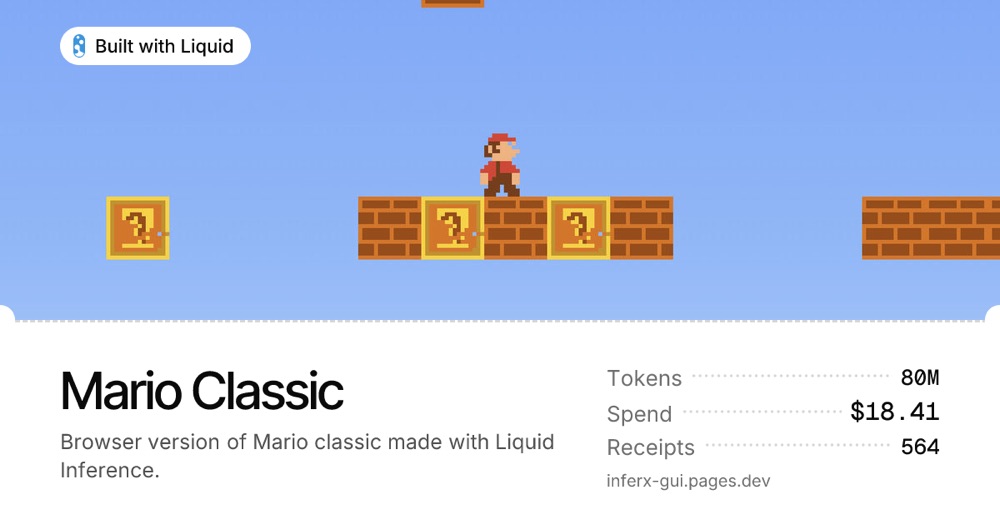 Built with Liquid
?
?
?
Mario Classic
Browser version of Mario classic made with Liquid
Inference.
Tokens 80M
Spend $18.41
Receipts 564
inferx-gui.pages.dev